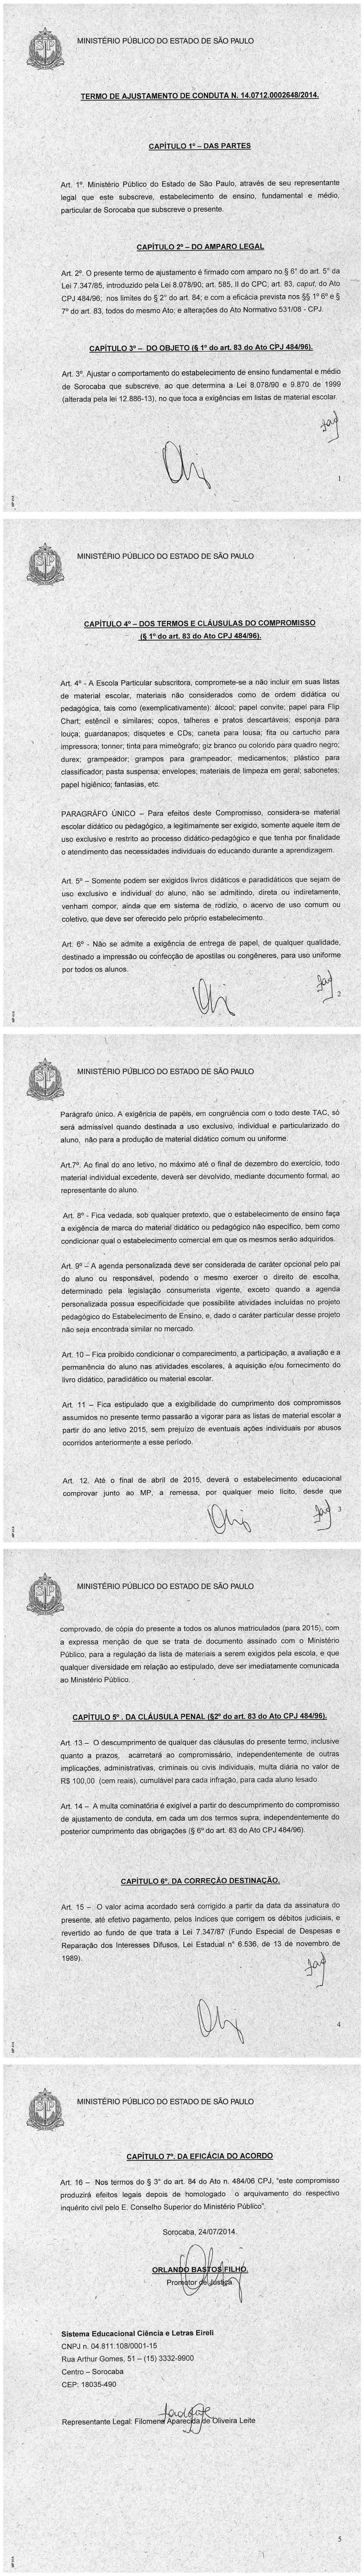 MINISTÉRIO PÚBLICO DO ESTADO DE SÃO PAULO
TERMO DE AJUSTAMENTO DE CONDUTA N. 14.0712.0002648/2014.
CAPÍTULO 1º – DAS PARTES
Art. 1º. Ministério Público do Estado de São Paulo, através de seu representante
legal que este subscreve, estabelecimento de ensino, fundamental e médio,
particular de Sorocaba que subscreve o presente.
CAPÍTULO 2º – DO AMPARO LEGAL
Art. 2º. O presente termo de ajustamento é firmado com amparo no § 6º do art. 5º da
Lei 7.347/85, introduzido pela Lei 8.078/90; art. 585, II do CPC; art. 83, caput, do Ato
CPJ 484/96; nos limites do § 2º do art. 84; e com a eficácia prevista nos §§ 1º 6º e §
7º do art. 83, todos do mesmo Ato; e alterações do Ato Normativo 531/08 - CPJ.
CAPÍTULO 3º – DO OBJETO (§ 1º do art. 83 do Ato CPJ 484/96).
Art. 3º. Ajustar o comportamento do estabelecimento de ensino fundamental e médio
de Sorocaba que subscreve, ao que determina a Lei 8.078/90 e 9.870 de 1999
(alterada pela lei 12.886-13), no que toca a exigências em listas de material escolar.
1
MINISTÉRIO PÚBLICO DO ESTADO DE SÃO PAULO
CAPÍTULO 4º – DOS TERMOS E CLÁUSULAS DO COMPROMISSO
(§ 1º do art. 83 do Ato CPJ 484/96).
Art. 4º - A Escola Particular subscritora, compromete-se a não incluir em suas listas
de material escolar, materiais não considerados como de ordem didática ou
pedagógica, tais como (exemplificativamente): álcool; papel convite; papel para Flip
Chart; estêncil e similares; copos, talheres e pratos descartáveis; esponja para
louça; guardanapos; disquetes e CDs; caneta para lousa; fita ou cartucho para
impressora; tonner; tinta para mimeógrafo; giz branco ou colorido para quadro negro;
durex; grampeador; grampos para grampeador; medicamentos; plástico para
classificador; pasta suspensa; envelopes; materiais de limpeza em geral; sabonetes;
papel higiênico; fantasias, etc.
PARAGRÁFO ÚNICO – Para efeitos deste Compromisso, considera-se material
escolar didático ou pedagógico, a legitimamente ser exigido, somente aquele item de
uso exclusivo e restrito ao processo didático-pedagógico e que tenha por finalidade
o atendimento das necessidades individuais do educando durante a aprendizagem.
Art. 5º – Somente podem ser exigidos livros didáticos e paradidáticos que sejam de
uso exclusivo e individual do aluno, não se admitindo, direta ou indiretamente,
venham compor, ainda que em sistema de rodízio, o acervo de uso comum ou
coletivo, que deve ser oferecido pelo próprio estabelecimento.
Art. 6º - Não se admite a exigência de entrega de papel, de qualquer qualidade,
destinado a impressão ou confecção de apostilas ou congêneres, para uso uniforme
por todos os alunos.
2
MINISTÉRIO PÚBLICO DO ESTADO DE SÃO PAULO
Parágrafo único. A exigência de papéis, em congruência com o todo deste TAC, só
será admissível quando destinada a uso exclusivo, individual e particularizado do
aluno, não para a produção de material didático comum ou uniforme.
Art.7º. Ao final do ano letivo, no máximo até o final de dezembro do exercício, todo
material individual excedente, deverá ser devolvido, mediante documento formal, ao
representante do aluno.
Art. 8º - Fica vedada, sob qualquer pretexto, que o estabelecimento de ensino faça
a exigência de marca do material didático ou pedagógico não específico, bem como
condicionar qual o estabelecimento comercial em que os mesmos serão adquiridos.
Art. 9º – A agenda personalizada deve ser considerada de caráter opcional pelo pai
do aluno ou responsável, podendo o mesmo exercer o direito de escolha,
determinado pela legislação consumerista vigente, exceto quando a agenda
personalizada possua especificidade que possibilite atividades incluídas no projeto
pedagógico do Estabelecimento de Ensino, e, dado o caráter particular desse projeto
não seja encontrada similar no mercado.
Art. 10 – Fica proibido condicionar o comparecimento, a participação, a avaliação e a
permanência do aluno nas atividades escolares, à aquisição e/ou fornecimento do
livro didático, paradidático ou material escolar.
Art. 11 – Fica estipulado que a exigibilidade do cumprimento dos compromissos
assumidos no presente termo passarão a vigorar para as listas de material escolar a
partir do ano letivo 2015, sem prejuízo de eventuais ações individuais por abusos
ocorridos anteriormente a esse período.
Art. 12. Até o final de abril de 2015, deverá o estabelecimento educacional
comprovar junto ao MP, a remessa, por qualquer meio lícito, desde que
3
MINISTÉRIO PÚBLICO DO ESTADO DE SÃO PAULO
comprovado, de cópia do presente a todos os alunos matriculados (para 2015), com
a expressa menção de que se trata de documento assinado com o Ministério
Público, para a regulação da lista de materiais a serem exigidos pela escola, e que
qualquer diversidade em relação ao estipulado, deve ser imediatamente comunicada
ao Ministério Público.
CAPÍTULO 5º . DA CLÁUSULA PENAL (§2º do art. 83 do Ato CPJ 484/96).
Art. 13 – O descumprimento de qualquer das cláusulas do presente termo, inclusive
quanto a prazos, acarretará ao compromissário, independentemente de outras
implicações, administrativas, criminais ou civis individuais, multa diária no valor de
R$ 100,00 (cem reais), cumulável para cada infração, para cada aluno lesado.
Art. 14 – A multa cominatória é exigível a partir do descumprimento do compromisso
de ajustamento de conduta, em cada um dos termos supra, independentemente do
posterior cumprimento das obrigações (§ 6º do art. 83 do Ato CPJ 484/96).
CAPÍTULO 6º. DA CORREÇÃO DESTINAÇÃO.
Art. 15 – O valor acima acordado será corrigido a partir da data da assinatura do
presente, até efetivo pagamento, pelos índices que corrigem os débitos judiciais, e
revertido ao fundo de que trata a Lei 7.347/87 (Fundo Especial de Despesas e
Reparação dos Interesses Difusos, Lei Estadual n° 6.536, de 13 de novembro de
1989).
4
MINISTÉRIO PÚBLICO DO ESTADO DE SÃO PAULO
CAPÍTULO 7º. DA EFICÁCIA DO ACORDO
Art. 16 – Nos termos do § 3° do art. 84 do Ato n. 484/06 CPJ, "este compromisso
produzirá efeitos legais depois de homologado o arquivamento do respectivo
inquérito civil pelo E. Conselho Superior do Ministério Público".
Sorocaba, 24/07/2014.
ORLANDO BASTOS FILHO.
Promotor de Justiça.
Sistema Educacional Ciência e Letras Eireli
CNPJ n. 04.811.108/0001-15
Rua Arthur Gomes, 51 – (15) 3332-9900
Centro – Sorocaba
CEP: 18035-490
Representante Legal: Filomena Aparecida de Oliveira Leite
5